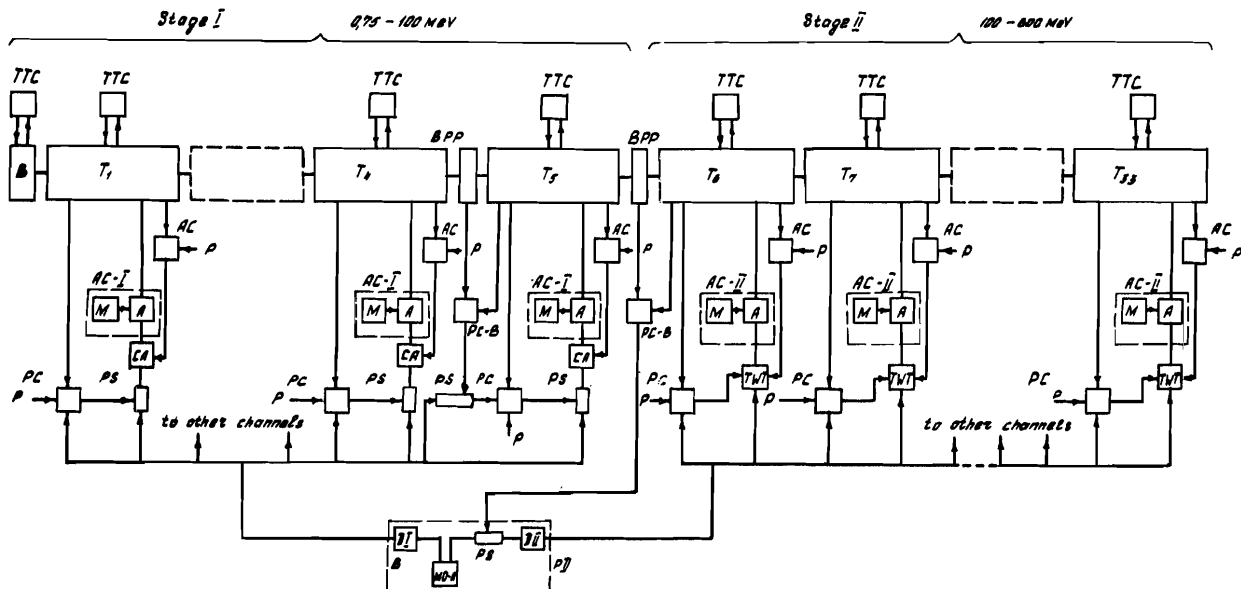 Stage I 0,75-100 MeV Stage II 100-600 MeV
TTC TTC TTC TTC TTC TTC TTC
BPP BPP
B T1 T4 T5 T6 T7 T33
AC AC AC AC AC AC
P P P P P P
AC-I AC-I AC-I AC-II AC-II AC-II
M A M A M A M A M A M A
PC-B PC-B
CA CA CA
TWT TWT TWT
PC PS PC PS PS PC PS PC PC PC
P P P P P P
to other channels to other channels
DI PS DII
B PD